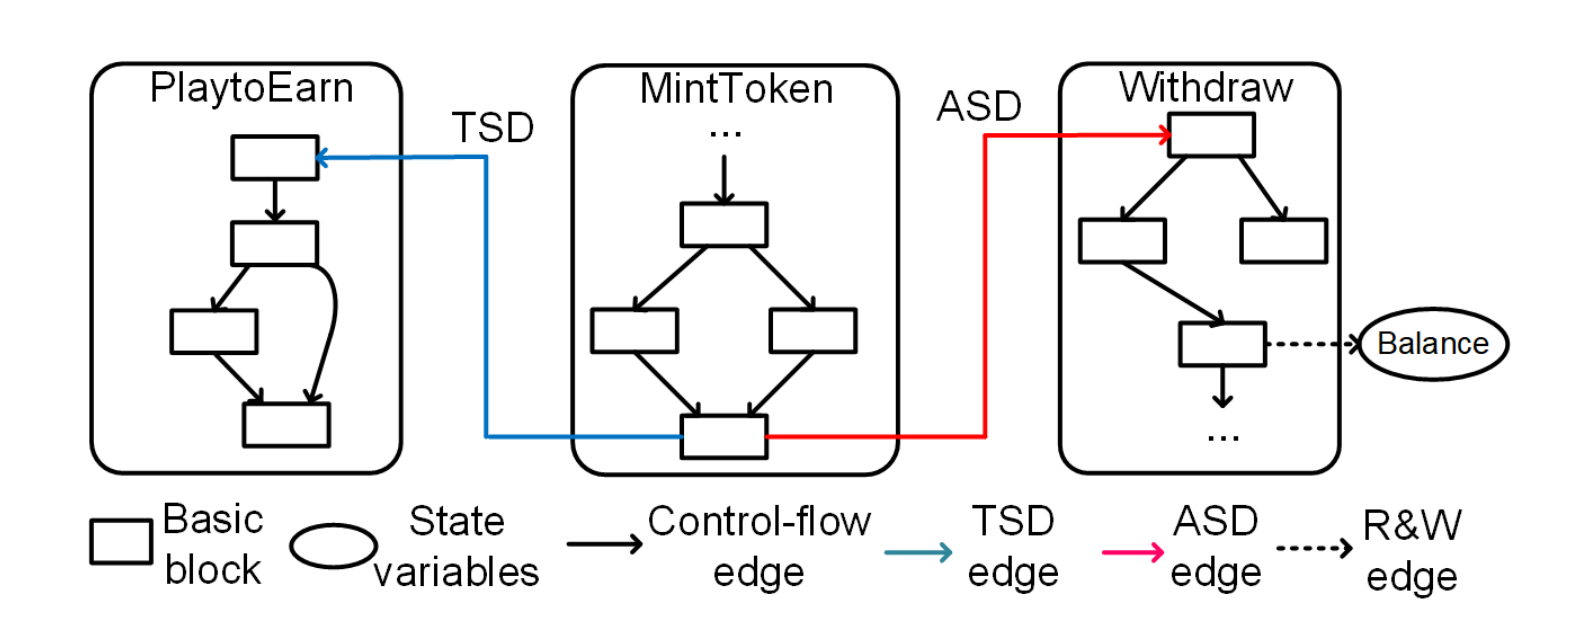 PlaytoEarn
TSD
MintToken
...
ASD
Withdraw
Balance
...
Basic
block
State
variables
Control-flow
edge
TSD
edge
ASD
edge
R&W
edge